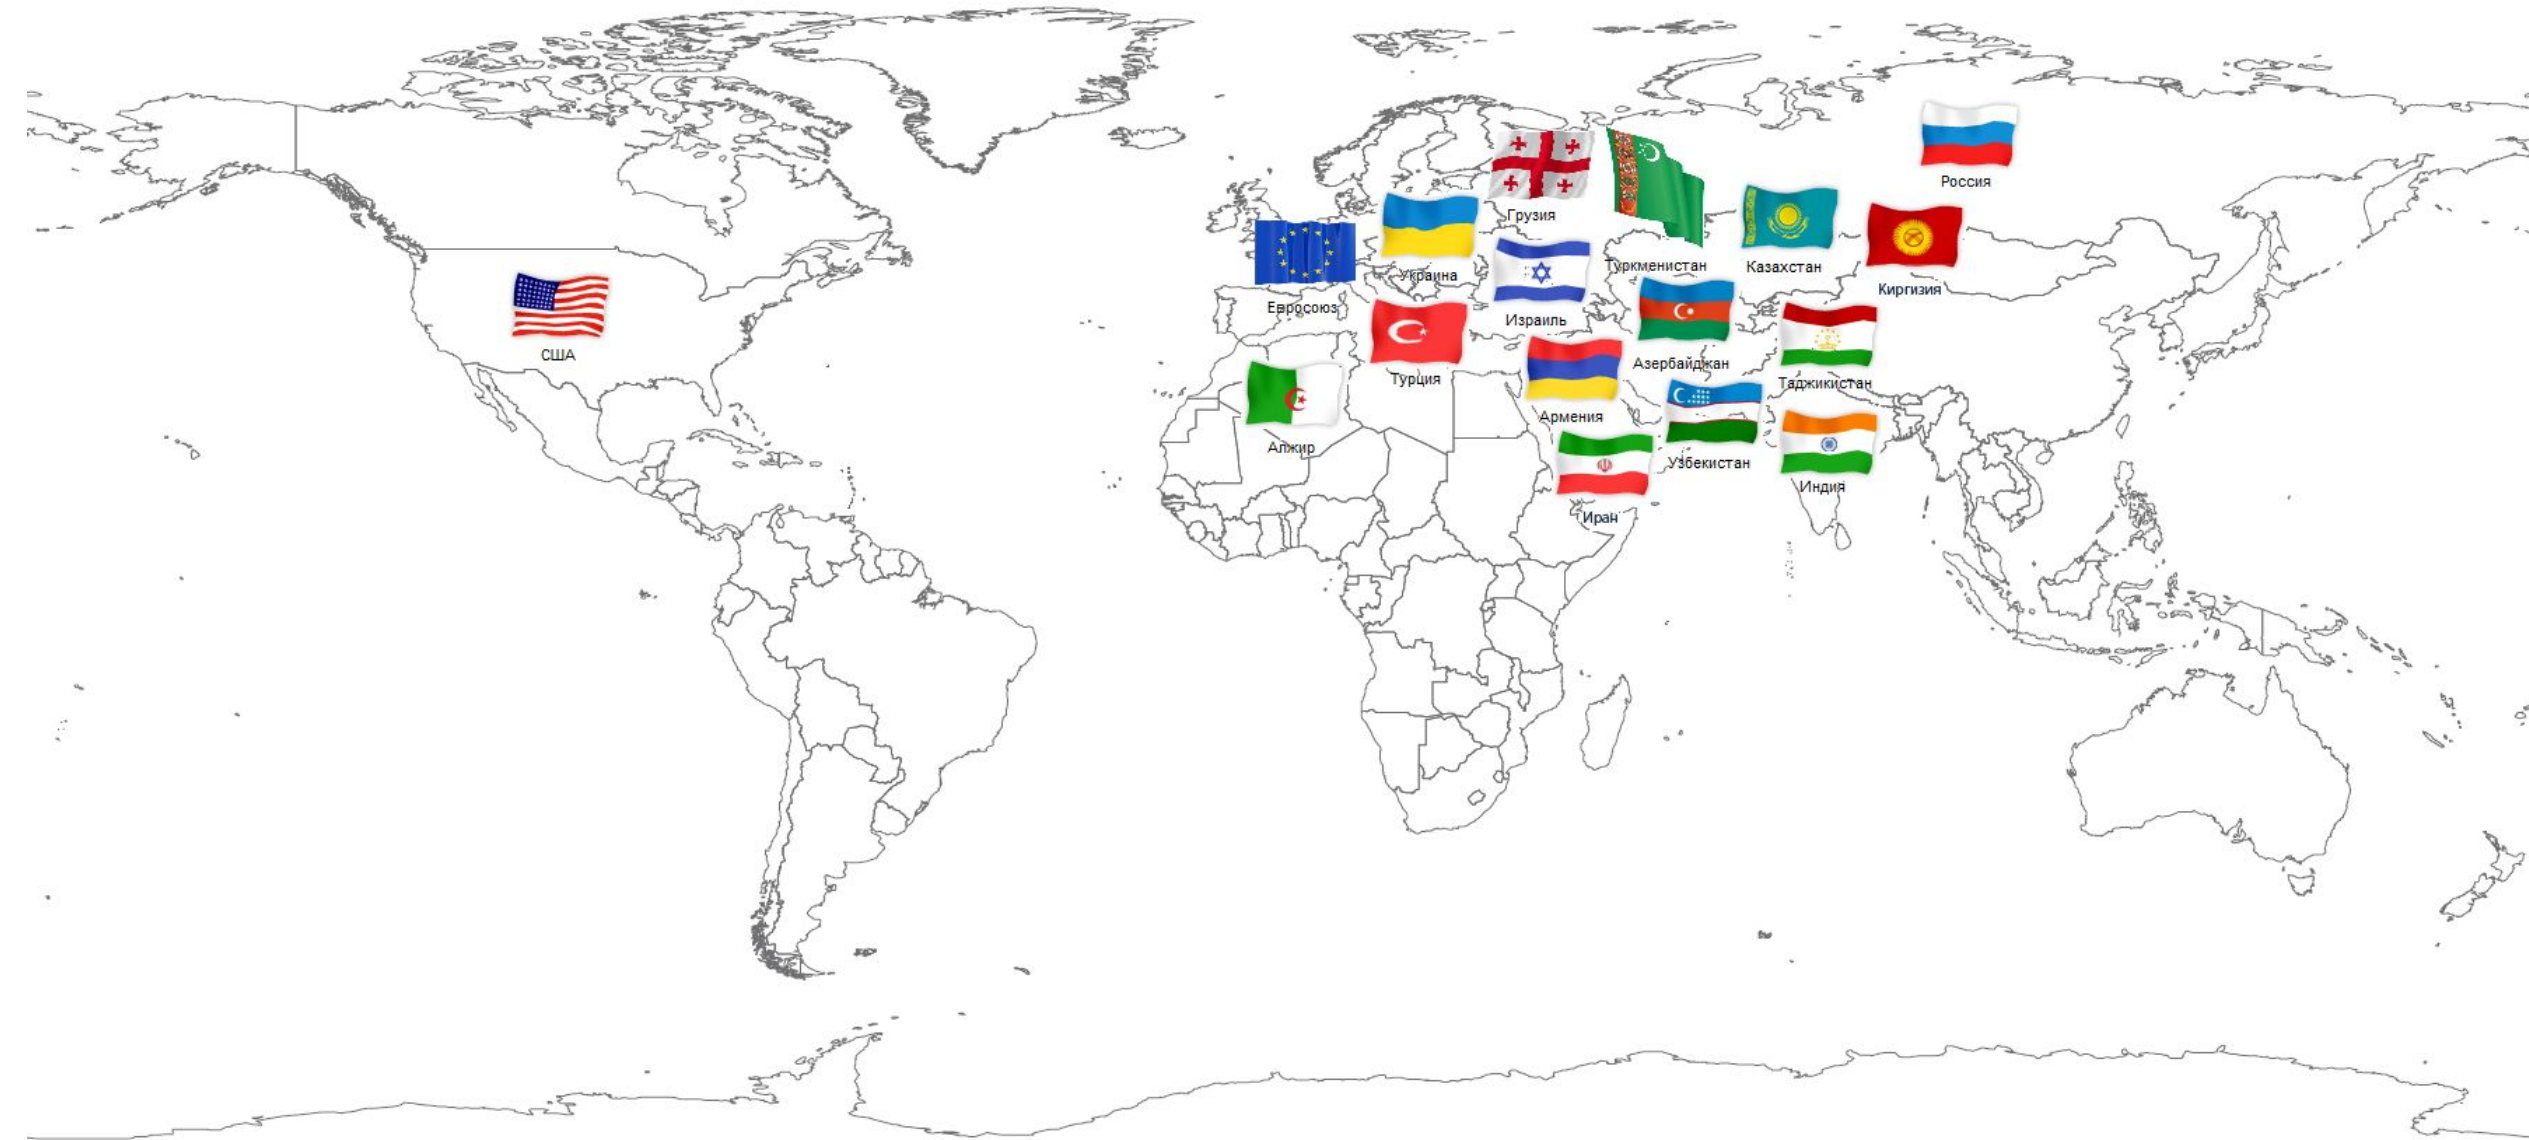 Россия
Грузия
Туркменистан
Казахстан
Украина
Киргизия
Евросоюз
Израиль
США
Азербайджан
Турция
Таджикистан
Армения
Алжир
Узбекистан
Индия
Иран